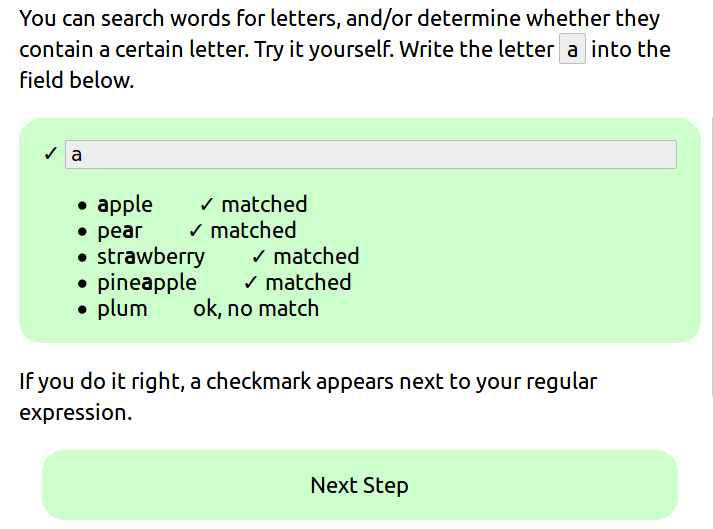 You can search words for letters, and/or determine whether they
contain a certain letter. Try it yourself. Write the letter a into the
field below.
✓ a
• apple ✓ matched
• pear ✓ matched
• strawberry ✓ matched
• pineapple ✓ matched
• plum ok, no match
If you do it right, a checkmark appears next to your regular
expression.
Next Step